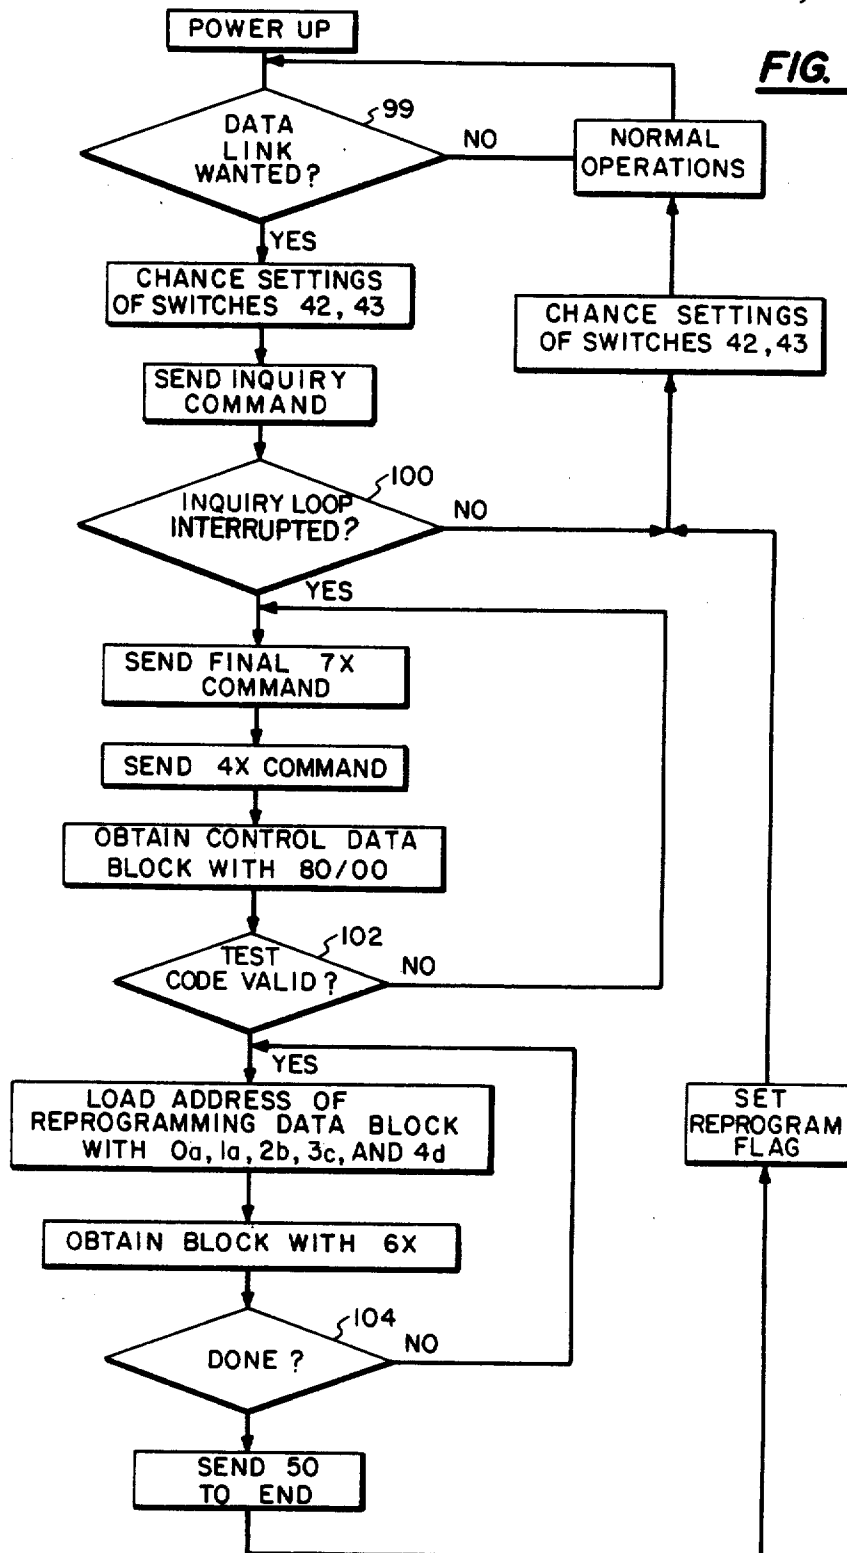 POWER UP
FIG.
99
DATA
LINK
WANTED?
NO
NORMAL
OPERATIONS
YES
CHANCE SETTINGS
OF SWITCHES 42, 43
CHANCE SETTINGS
OF SWITCHES 42,43
SEND INQUIRY
COMMAND
100
INQUIRY LOOP
INTERRUPTED?
NO
YES
SEND FINAL 7X
COMMAND
SEND 4X COMMAND
OBTAIN CONTROL DATA
BLOCK WITH 80/00
102
TEST
CODE VALID?
NO
YES
LOAD ADDRESS OF
REPROGRAMMING DATA BLOCK
WITH 0a, 1a, 2b, 3c, AND 4d
SET
REPROGRAM
FLAG
OBTAIN BLOCK WITH 6X
104
DONE?
NO
SEND 50
TO END